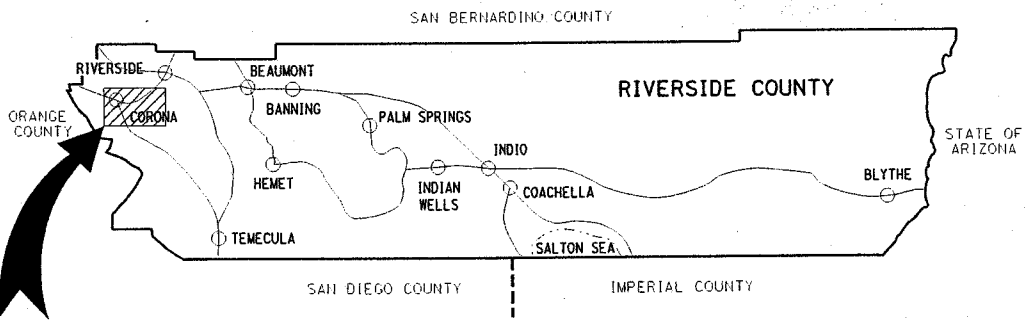 SAN BERNARDINO COUNTY
RIVERSIDE
BEAUMONT
RIVERSIDE COUNTY
BANNING
ORANGE
COUNTY
CORONA
PALM SPRINGS
STATE OF
ARIZONA
INDIO
HEMET
INDIAN
WELLS
COACHELLA
BLYTHE
TEMECULA
SALTON SEA
SAN DIEGO COUNTY
IMPERIAL COUNTY